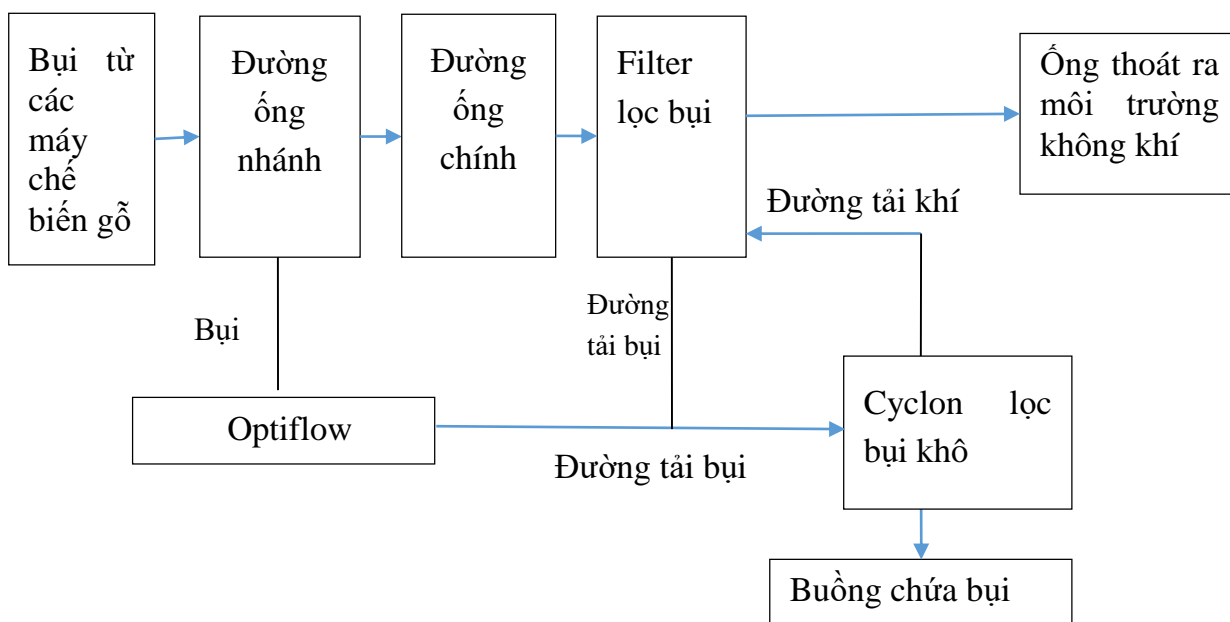 Bụi từ
các
máy
chế
biến gỗ
Đường
ống
nhánh
Đường
ống
chính
Filter
lọc bụi
Ống thoát ra
môi trường
không khí
Đường tải khí
Bụi
Đường
tải bụi
Optiflow
Đường tải bụi
Cyclon lọc
bụi khô
Buồng chứa bụi